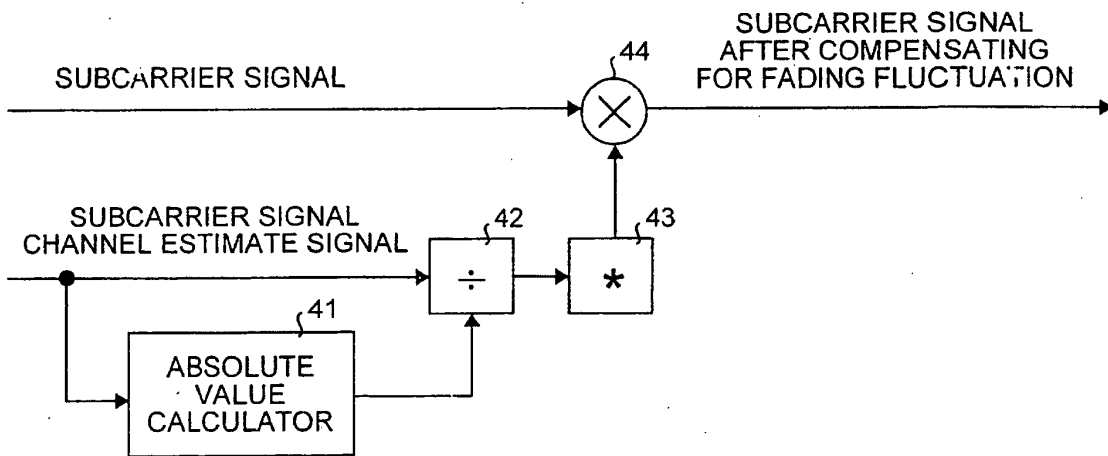 SUBCARRIER SIGNAL
44
SUBCARRIER SIGNAL
AFTER COMPENSATING
FOR FADING FLUCTUATION
×
SUBCARRIER SIGNAL
CHANNEL ESTIMATE SIGNAL
42
÷
43
*
41
ABSOLUTE
VALUE
CALCULATOR